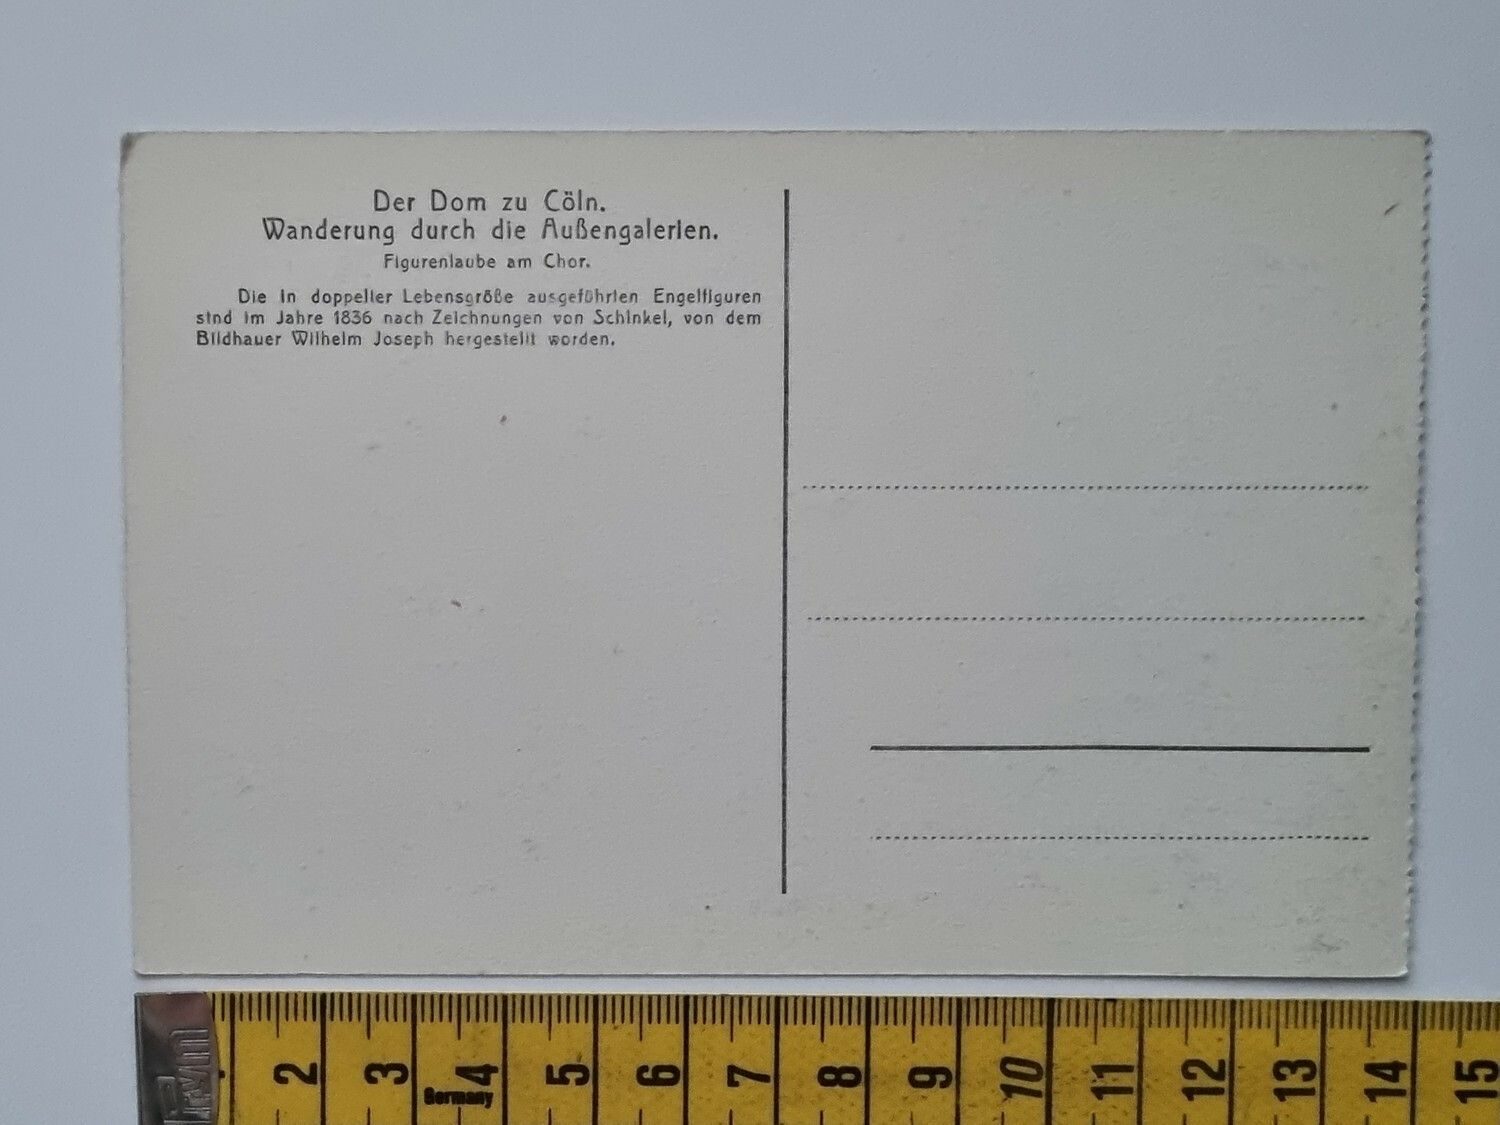 Der Dom zu Cöln.
Wanderung durch die Außengalerien.
Figurenlaube am Chor.
Die in doppelter Lebensgröße ausgeführten Engelfiguren
sind im Jahre 1836 nach Zeichnungen von Schinkel, von dem
Bildhauer Wilhelm Joseph hergestellt worden.
2 3 4 5 6 7 8 9 10 11 12 13 14 15
Germany